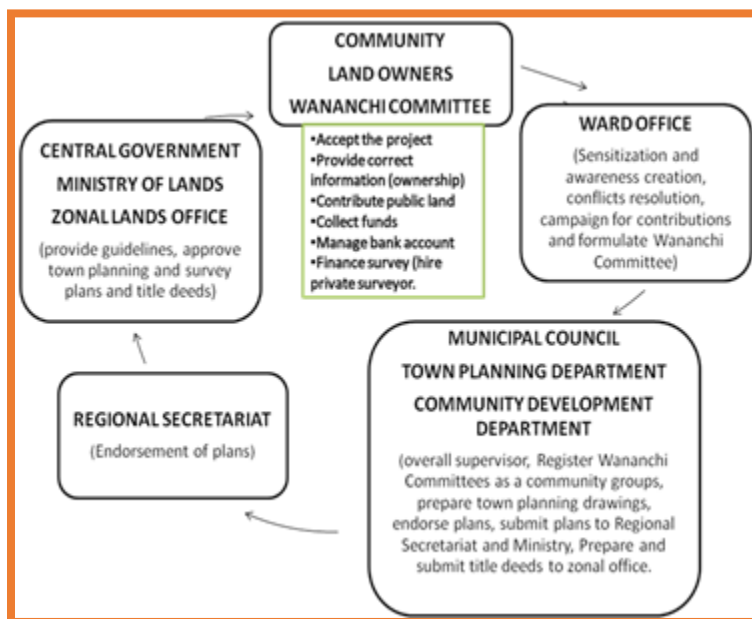 COMMUNITY
LAND OWNERS
WANANCHI COMMITTEE
•Accept the project
•Provide correct
information (ownership)
•Contribute public land
•Collect funds
•Manage bank account
•Finance survey (hire
private surveyor.
WARD OFFICE
(Sensitization and
awareness creation,
conflicts resolution,
campaign for contributions
and formulate Wananchi
Committee)
MUNICIPAL COUNCIL
TOWN PLANNING DEPARTMENT
COMMUNITY DEVELOPMENT
DEPARTMENT
(overall supervisor, Register Wananchi
Committees as a community groups,
prepare town planning drawings,
endorse plans, submit plans to Regional
Secretariat and Ministry, Prepare and
submit title deeds to zonal office.
REGIONAL SECRETARIAT
(Endorsement of plans)
CENTRAL GOVERNMENT
MINISTRY OF LANDS
ZONAL LANDS OFFICE
(provide guidelines, approve
town planning and survey
plans and title deeds)